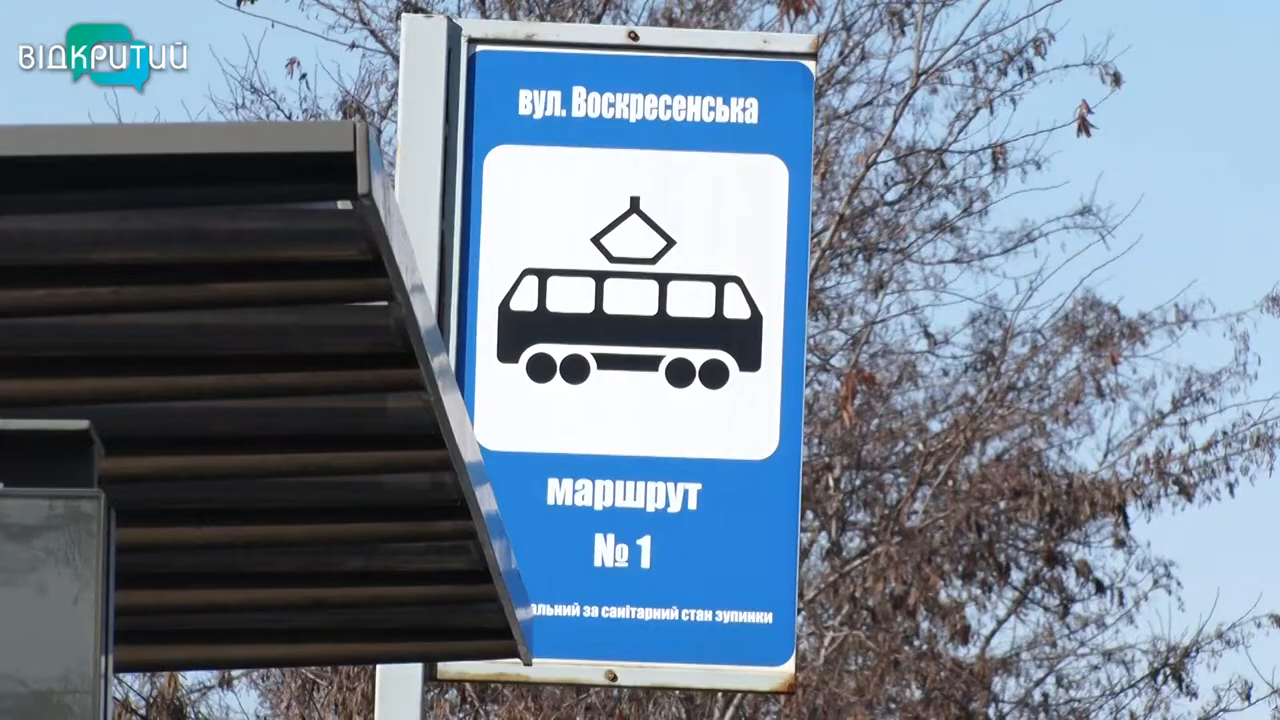 ВІДКРИТИЙ
вул. Воскресенська
маршрут
№ 1
за санітарний стан зупинки